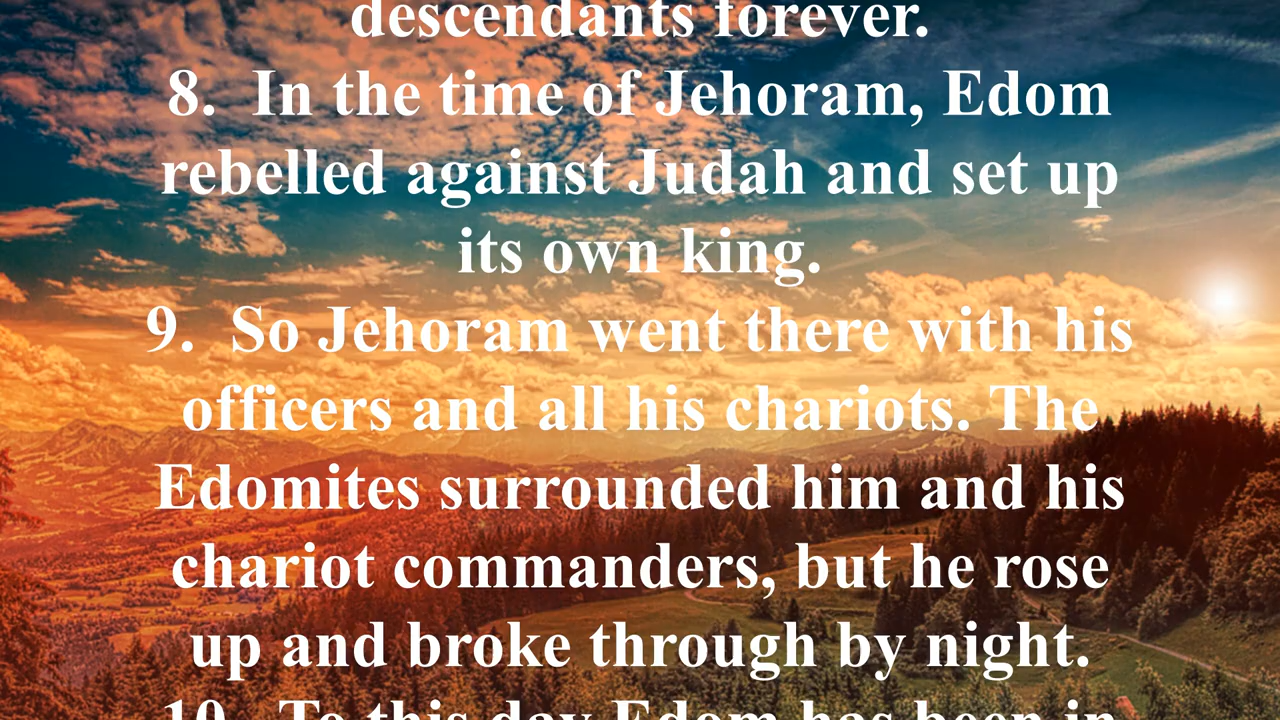 descendants forever.
8. In the time of Jehoram, Edom
rebelled against Judah and set up
its own king.
9. So Jehoram went there with his
officers and all his chariots. The
Edomites surrounded him and his
chariot commanders, but he rose
up and broke through by night.
10. To this day Edom has been in